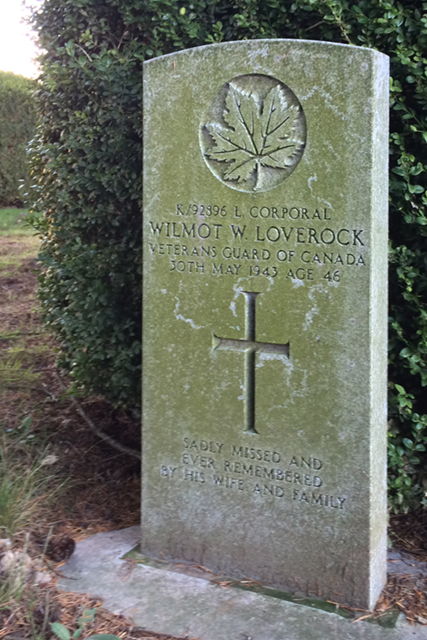 K/92896 L. CORPORAL
WILMOT W. LOVEROCK
VETERANS GUARD OF CANADA
30TH MAY 1943 AGE 46
SADLY MISSED AND
EVER REMEMBERED
BY HIS WIFE AND FAMILY